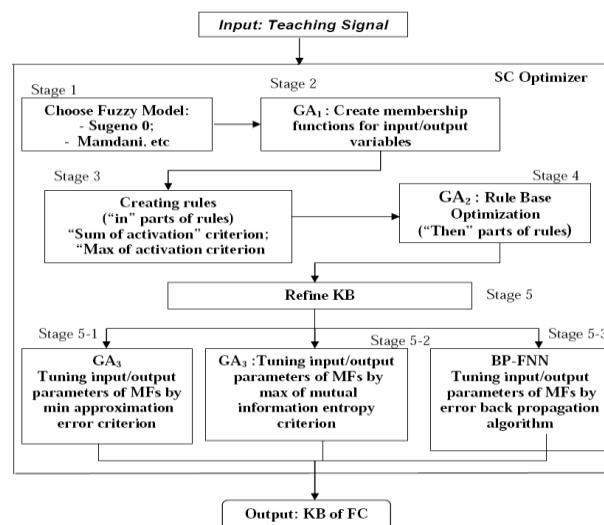 Input: Teaching Signal
SC Optimizer
Stage 1
Choose Fuzzy Model:
- Sugeno 0;
- Mamdani. etc
Stage 2
GA₁ : Create membership
functions for input/output
variables
Stage 3
Creating rules
("in" parts of rules)
"Sum of activation" criterion;
"Max of activation criterion
Stage 4
GA₂ : Rule Base
Optimization
("Then" parts of rules)
Refine KB
Stage 5
Stage 5-1
GA₃
Tuning input/output
parameters of MFs by
min approximation
error criterion
Stage 5-2
GA₃ :Tuning input/output
parameters of MFs by
max of mutual
information entropy
criterion
Stage 5-3
BP-FNN
Tuning input/output
parameters of MFs by
error back propagation
algorithm
Output: KB of FC